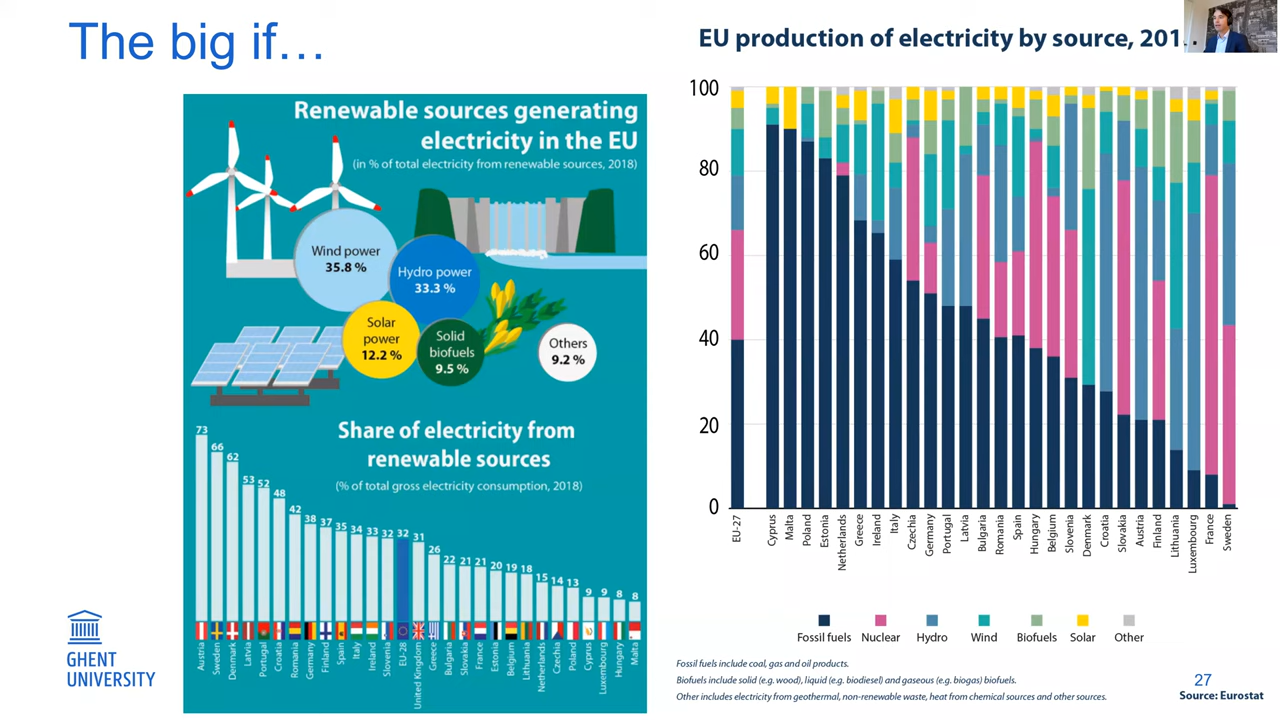 The big if…
Renewable sources generating
electricity in the EU
(in % of total electricity from renewable sources, 2018)
Wind power
35.8 %
Hydro power
33.3 %
Solar
power
12.2 %
Solid
biofuels
9.5 %
Others
9.2 %
Share of electricity from
renewable sources
(% of total gross electricity consumption, 2018)
73
66
62
53
52
48
42
38
37
35
34
33
32
32
31
26
22
21
21
20
19
18
15
14
13
9
9
8
8
Austria
Sweden
Denmark
Latvia
Portugal
Croatia
Romania
Germany
Finland
Spain
Italy
Ireland
Slovenia
EU-28
United Kingdom
Greece
Bulgaria
Slovakia
France
Estonia
Belgium
Lithuania
Netherlands
Czechia
Poland
Cyprus
Luxembourg
Hungary
Malta
GHENT
UNIVERSITY
EU production of electricity by source, 201
100
80
60
40
20
0
EU-27
Cyprus
Malta
Poland
Estonia
Netherlands
Greece
Ireland
Italy
Czechia
Germany
Portugal
Latvia
Bulgaria
Romania
Spain
Hungary
Belgium
Slovenia
Denmark
Croatia
Slovakia
Austria
Finland
Lithuania
Luxembourg
France
Sweden
Fossil fuels Nuclear Hydro Wind Biofuels Solar Other
Fossil fuels include coal, gas and oil products.
Biofuels include solid (e.g. wood), liquid (e.g. biodiesel) and gaseous (e.g. biogas) biofuels.
Other includes electricity from geothermal, non-renewable waste, heat from chemical sources and other sources.
27
Source: Eurostat